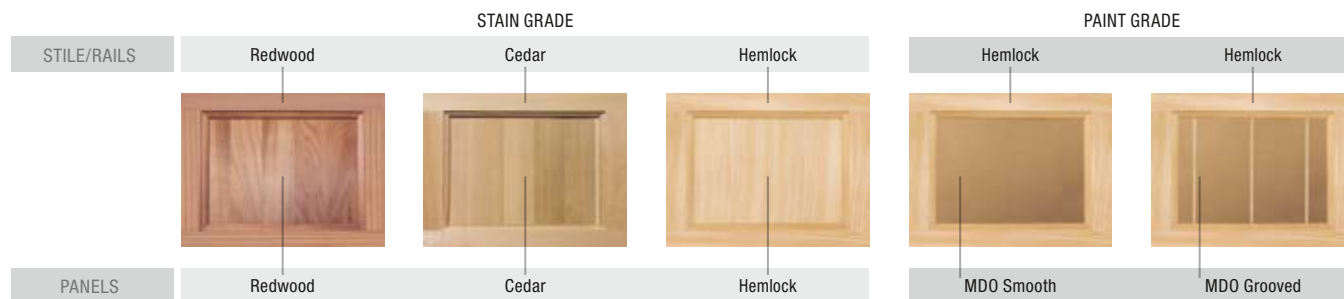 STAIN GRADE PAINT GRADE
STILE/RAILS Redwood Cedar Hemlock Hemlock Hemlock
PANELS Redwood Cedar Hemlock MDO Smooth MDO Grooved